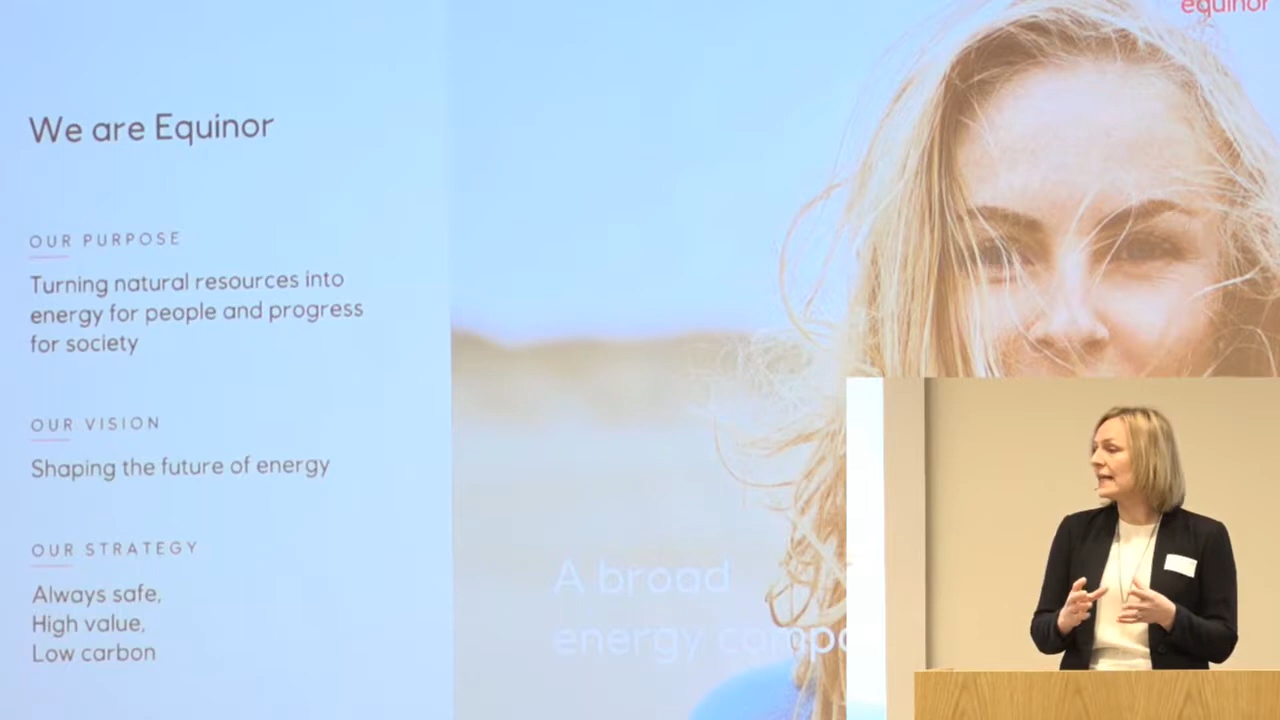 equinor
We are Equinor
OUR PURPOSE
Turning natural resources into
energy for people and progress
for society
OUR VISION
Shaping the future of energy
OUR STRATEGY
Always safe,
High value,
Low carbon
A broad
energy